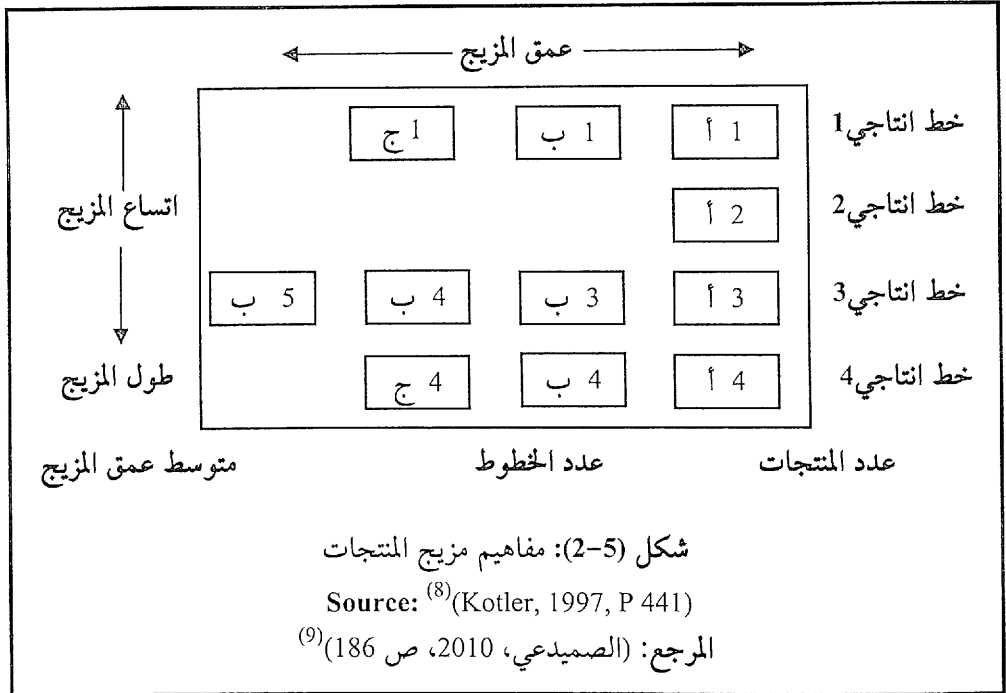 عمق المزيج
خط انتاجي1 1 أ 1 ب 1 ج
اتساع المزيج
خط انتاجي2 2 أ
خط انتاجي3 3 أ 3 ب 4 ب 5 ب
طول المزيج
خط انتاجي4 4 أ 4 ب 4 ج
عدد المنتجات عدد الخطوط متوسط عمق المزيج
شكل (5–2): مفاهيم مزيج المنتجات
Source: (8)(Kotler, 1997, P 441)
المرجع: (الصميدعي، 2010، ص 186)(9)